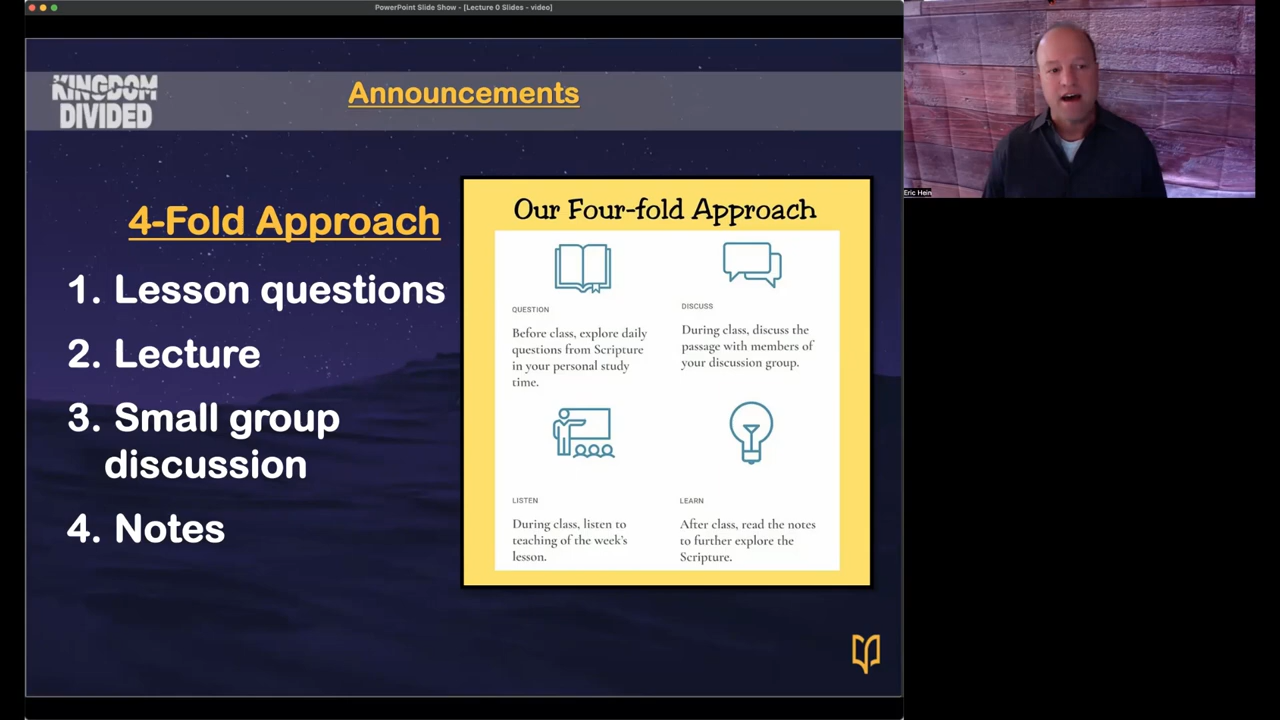 PowerPoint Slide Show - [Lecture 0 Slides - video]
KINGDOM
DIVIDED
Announcements
4-Fold Approach
1. Lesson questions
2. Lecture
3. Small group
discussion
4. Notes
Our Four-fold Approach
QUESTION
Before class, explore daily
questions from Scripture
in your personal study
time.
DISCUSS
During class, discuss the
passage with members of
your discussion group.
LISTEN
During class, listen to
teaching of the week's
lesson.
LEARN
After class, read the notes
to further explore the
Scripture.
Eric Hein